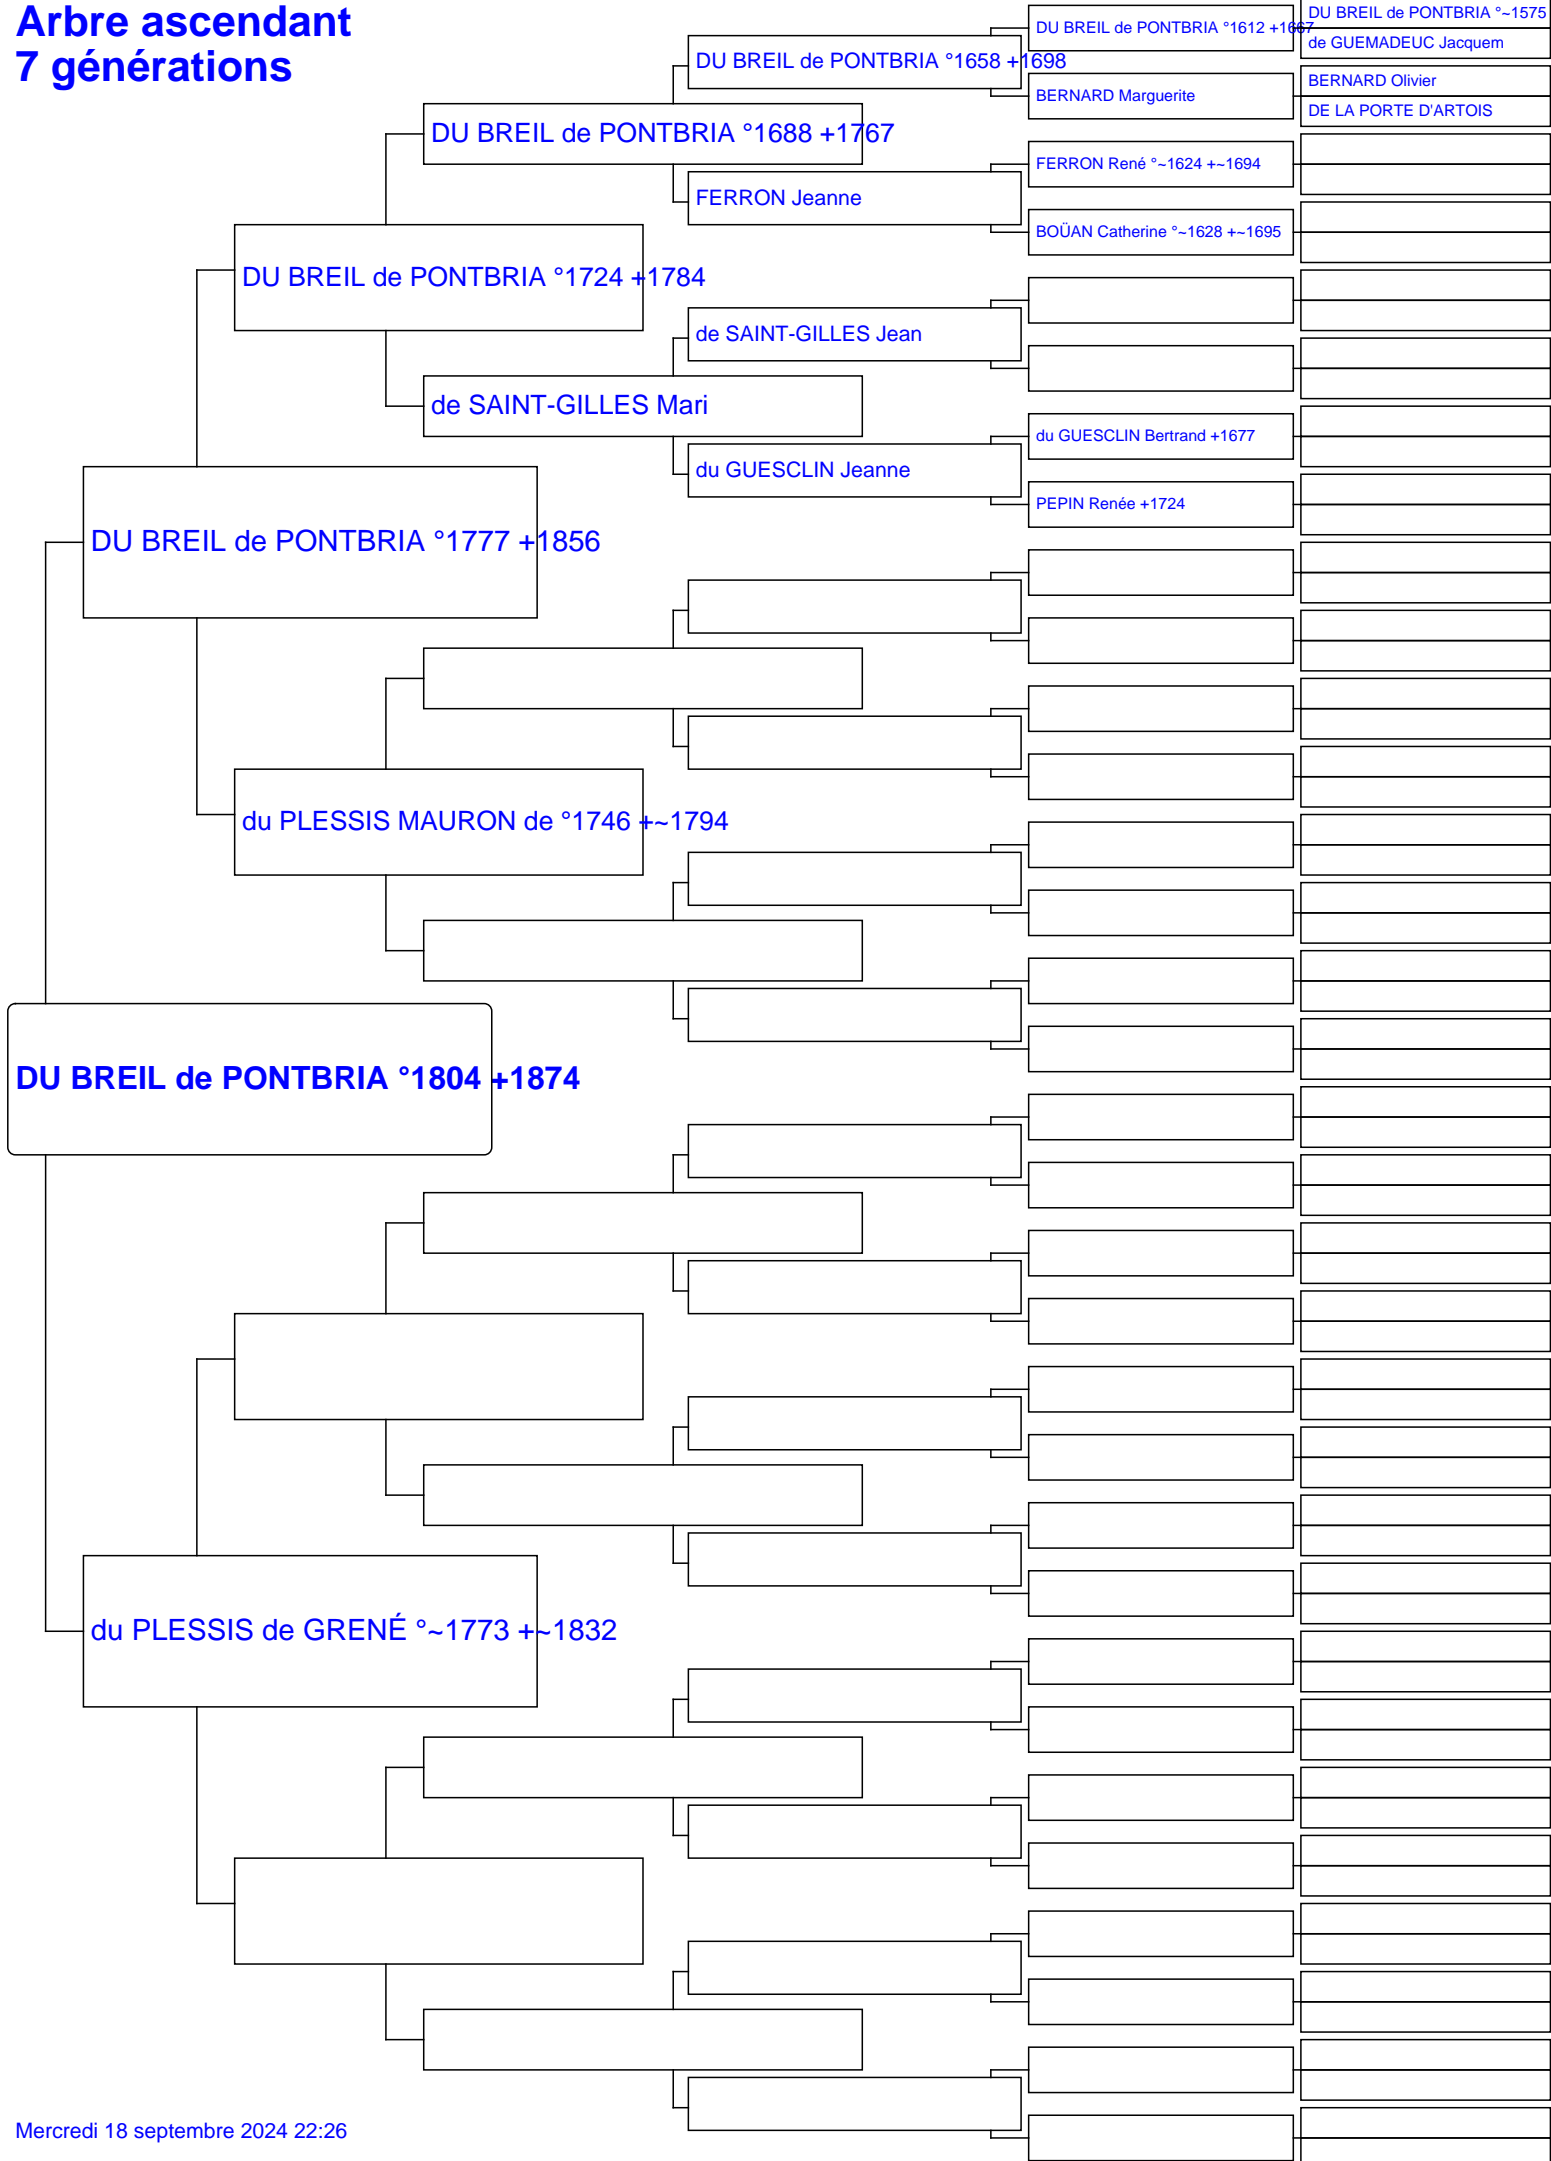 Arbre ascendant
7 générations
DU BREIL de PONTBRIA °~1575
DU BREIL de PONTBRIA °1612 +1667
de GUEMADEUC Jacquem
DU BREIL de PONTBRIA °1658 +1698
BERNARD Olivier
BERNARD Marguerite
DE LA PORTE D'ARTOIS
DU BREIL de PONTBRIA °1688 +1767
FERRON René °~1624 +~1694
FERRON Jeanne
BOÜAN Catherine °~1628 +~1695
DU BREIL de PONTBRIA °1724 +1784
de SAINT-GILLES Jean
de SAINT-GILLES Mari
du GUESCLIN Bertrand +1677
du GUESCLIN Jeanne
PEPIN Renée +1724
DU BREIL de PONTBRIA °1777 +1856
du PLESSIS MAURON de °1746 +~1794
DU BREIL de PONTBRIA °1804 +1874
du PLESSIS de GRENÉ °~1773 +~1832
Mercredi 18 septembre 2024 22:26